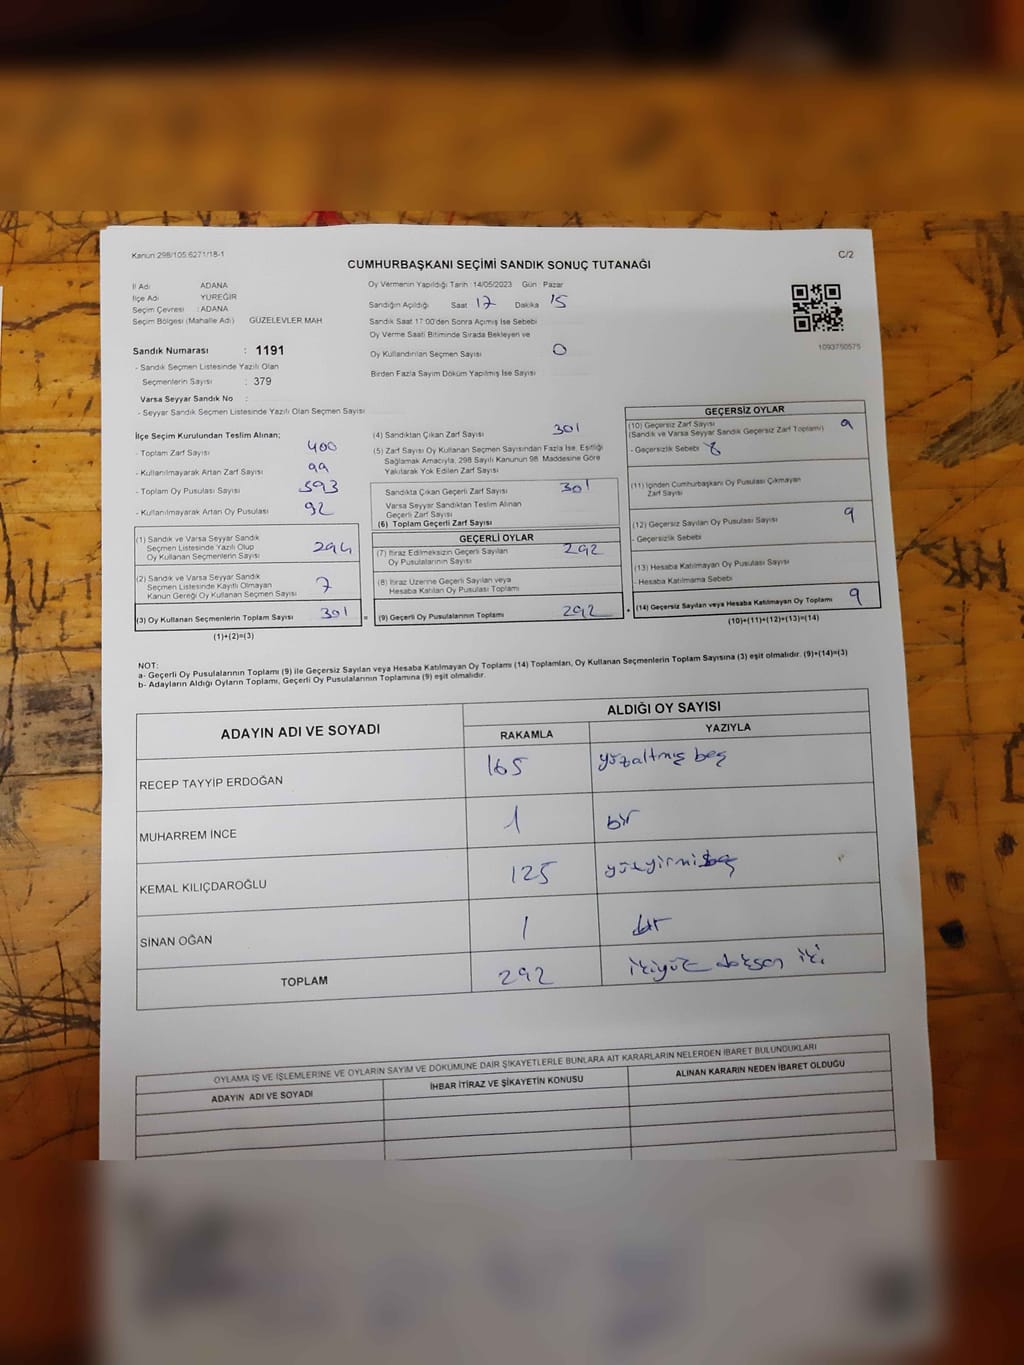 Kanun:298/105:6271/18-1
C/2
CUMHURBAŞKANI SEÇİMİ SANDIK SONUÇ TUTANAĞI
İl Adı ADANA
İlçe Adı YÜREĞİR
Seçim Çevresi : ADANA
Seçim Bölgesi (Mahalle Adı) GÜZELEVLER MAH
Sandık Numarası : 1191
- Sandık Seçmen Listesinde Yazılı Olan
Seçmenlerin Sayısı : 379
Varsa Seyyar Sandık No :
- Seyyar Sandık Seçmen Listesinde Yazılı Olan Seçmen Sayısı
Oy Vermenin Yapıldığı Tarih 14/05/2023 Gün Pazar
Sandığın Açıldığı Saat 17 Dakika 15
Sandık Saat 17:00'den Sonra Açımış İse Sebebi
Oy Verme Saati Bitiminde Sırada Bekleyen ve
Oy Kullandırılan Seçmen Sayısı 0
Birden Fazla Sayım Döküm Yapılmış İse Sayısı
1093750575
İlçe Seçim Kurulundan Teslim Alınan;
- Toplam Zarf Sayısı 400
- Kullanılmayarak Artan Zarf Sayısı 99
- Toplam Oy Pusulası Sayısı 393
- Kullanılmayarak Artan Oy Pusulası 92
(1) Sandık ve Varsa Seyyar Sandık
Seçmen Listesinde Yazılı Olup
Oy Kullanan Seçmenlerin Sayısı 294
(2) Sandık ve Varsa Seyyar Sandık
Seçmen Listesinde Kayıtlı Olmayan
Kanun Gereği Oy Kullanan Seçmen Sayısı 7
(3) Oy Kullanan Seçmenlerin Toplam Sayısı 301
(1)+(2)=(3)
(4) Sandıktan Çıkan Zarf Sayısı 301
(5) Zarf Sayısı Oy Kullanan Seçmen Sayısından Fazla İse, Eşitliği
Sağlamak Amacıyla, 298 Sayılı Kanunun 98. Maddesine Göre
Yakılarak Yok Edilen Zarf Sayısı
Sandıkta Çıkan Geçerli Zarf Sayısı 301
Varsa Seyyar Sandıktan Teslim Alınan
Geçerli Zarf Sayısı
(6) Toplam Geçerli Zarf Sayısı
GEÇERLİ OYLAR
(7) İtiraz Edilmeksizin Geçerli Sayılan
Oy Pusulalarının Sayısı 292
(8) İtiraz Üzerine Geçerli Sayılan veya
Hesaba Katılan Oy Pusulası Toplamı
= (9) Geçerli Oy Pusulalarının Toplamı 292
GEÇERSİZ OYLAR
(10) Geçersiz Zarf Sayısı
(Sandık ve Varsa Seyyar Sandık Geçersiz Zarf Toplamı) 9
- Geçersizlik Sebebi
(11) İçinden Cumhurbaşkanı Oy Pusulası Çıkmayan
Zarf Sayısı
(12) Geçersiz Sayılan Oy Pusulası Sayısı 9
- Geçersizlik Sebebi
(13) Hesaba Katılmayan Oy Pusulası Sayısı
- Hesaba Katılmama Sebebi
+ (14) Geçersiz Sayılan veya Hesaba Katılmayan Oy Toplamı 9
(10)+(11)+(12)+(13)=(14)
NOT:
a- Geçerli Oy Pusulalarının Toplamı (9) ile Geçersiz Sayılan veya Hesaba Katılmayan Oy Toplamı (14) Toplamları, Oy Kullanan Seçmenlerin Toplam Sayısına (3) eşit olmalıdır. (9)+(14)=(3)
b- Adayların Aldığı Oyların Toplamı, Geçerli Oy Pusulalarının Toplamına (9) eşit olmalıdır.
ADAYIN ADI VE SOYADI
ALDIĞI OY SAYISI
RAKAMLA YAZIYLA
RECEP TAYYİP ERDOĞAN 165 yüzaltmış beş
MUHARREM İNCE 1 bir
KEMAL KILIÇDAROĞLU 125 yüzyirmibeş
SİNAN OĞAN 1 bir
TOPLAM 292 ikiyüz doksan iki
OYLAMA İŞ VE İŞLEMLERİNE VE OYLARIN SAYIM VE DÖKÜMÜNE DAİR ŞİKAYETLERLE BUNLARA AİT KARARLARIN NELERDEN İBARET BULUNDUKLARI
ADAYIN ADI VE SOYADI İHBAR İTİRAZ VE ŞİKAYETİN KONUSU ALINAN KARARIN NEDEN İBARET OLDUĞU